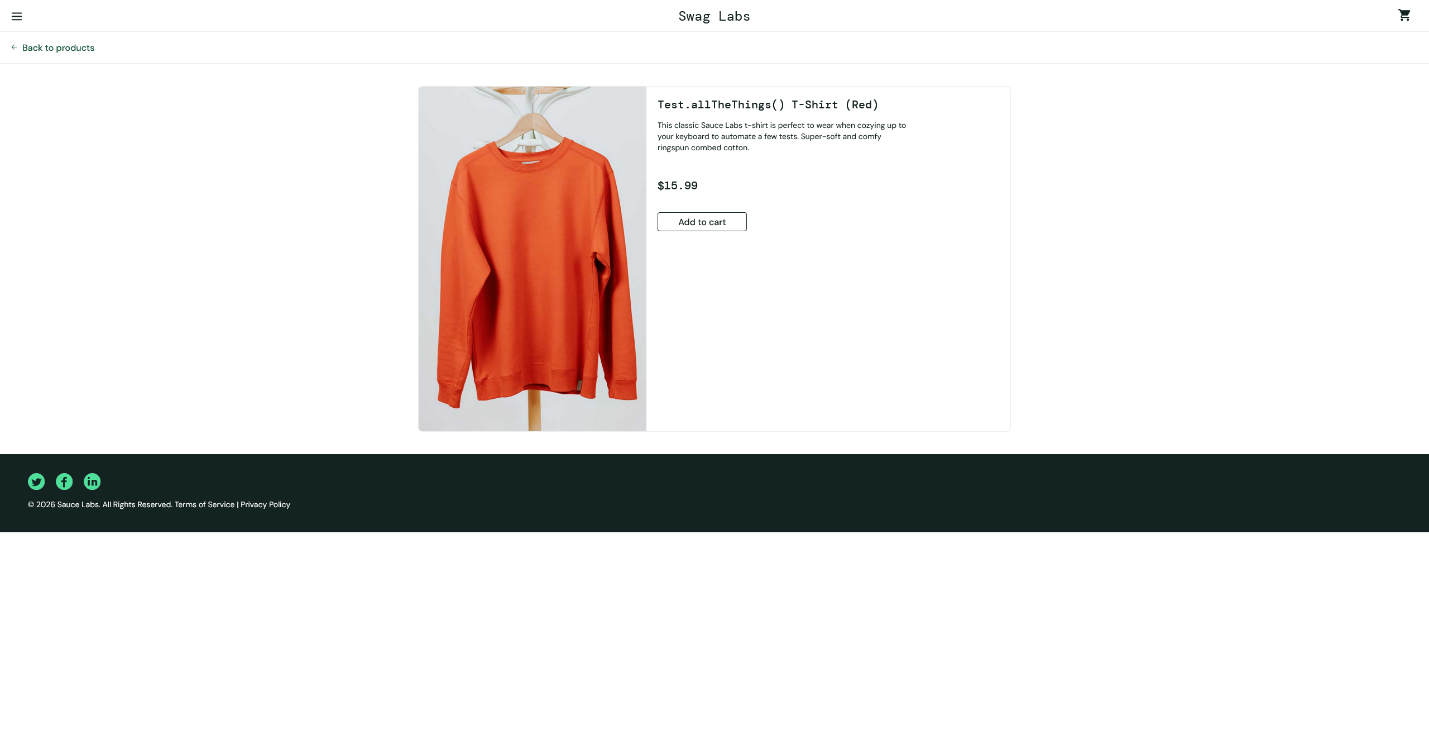 Swag Labs
Back to products
Test.allTheThings() T-Shirt (Red)
This classic Sauce Labs t-shirt is perfect to wear when cozying up to
your keyboard to automate a few tests. Super-soft and comfy
ringspun combed cotton.
$15.99
Add to cart
© 2026 Sauce Labs. All Rights Reserved. Terms of Service | Privacy Policy